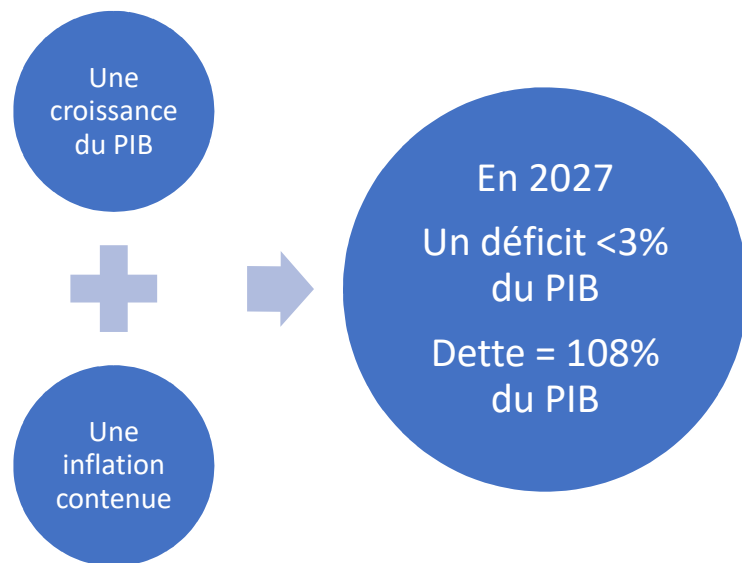 Une
croissance
du PIB
Une
inflation
contenue
En 2027
Un déficit <3%
du PIB
Dette = 108%
du PIB